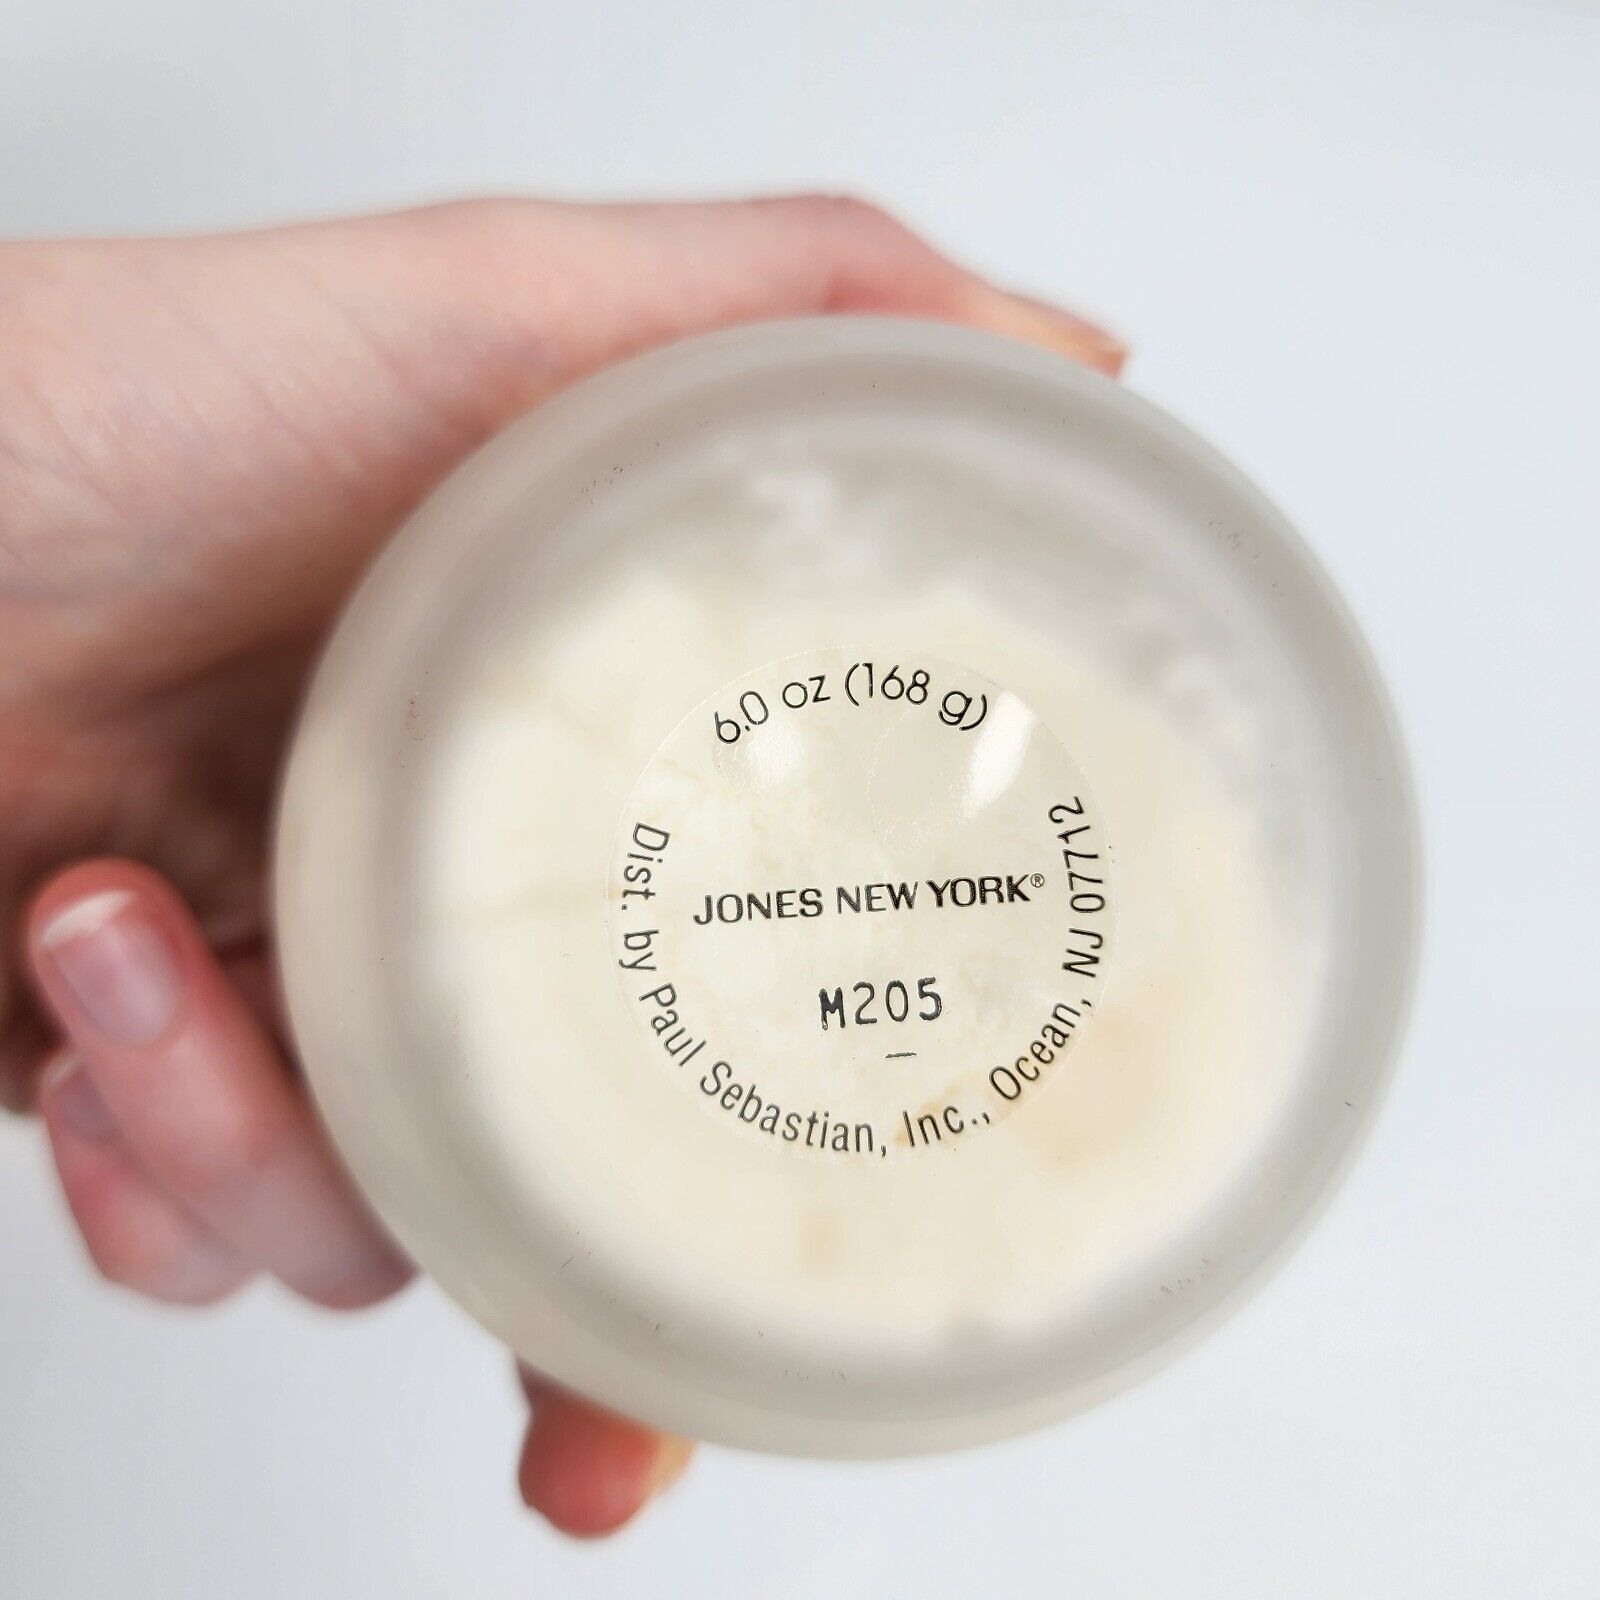 6.0 oz (168 g)
JONES NEW YORK®
M205
Dist. by Paul Sebastian, Inc., Ocean, NJ 07712